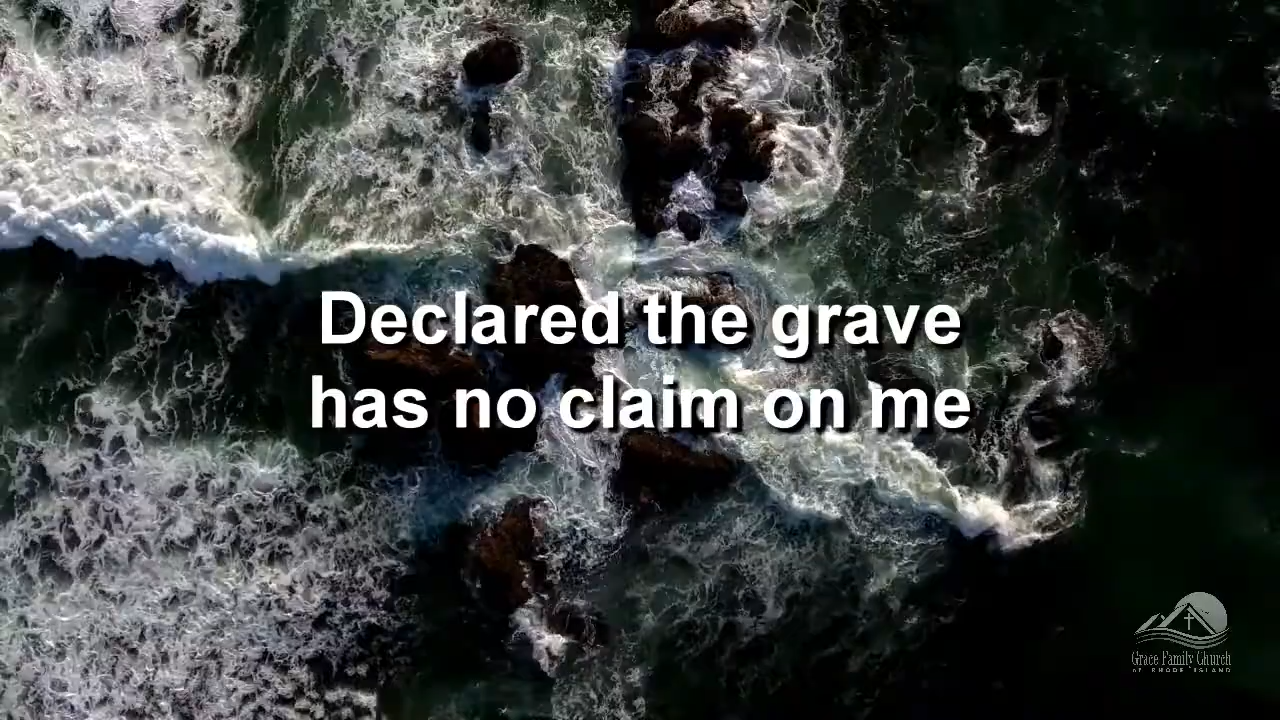 Declared the grave
has no claim on me
Grace Family Church
OF RHODE ISLAND